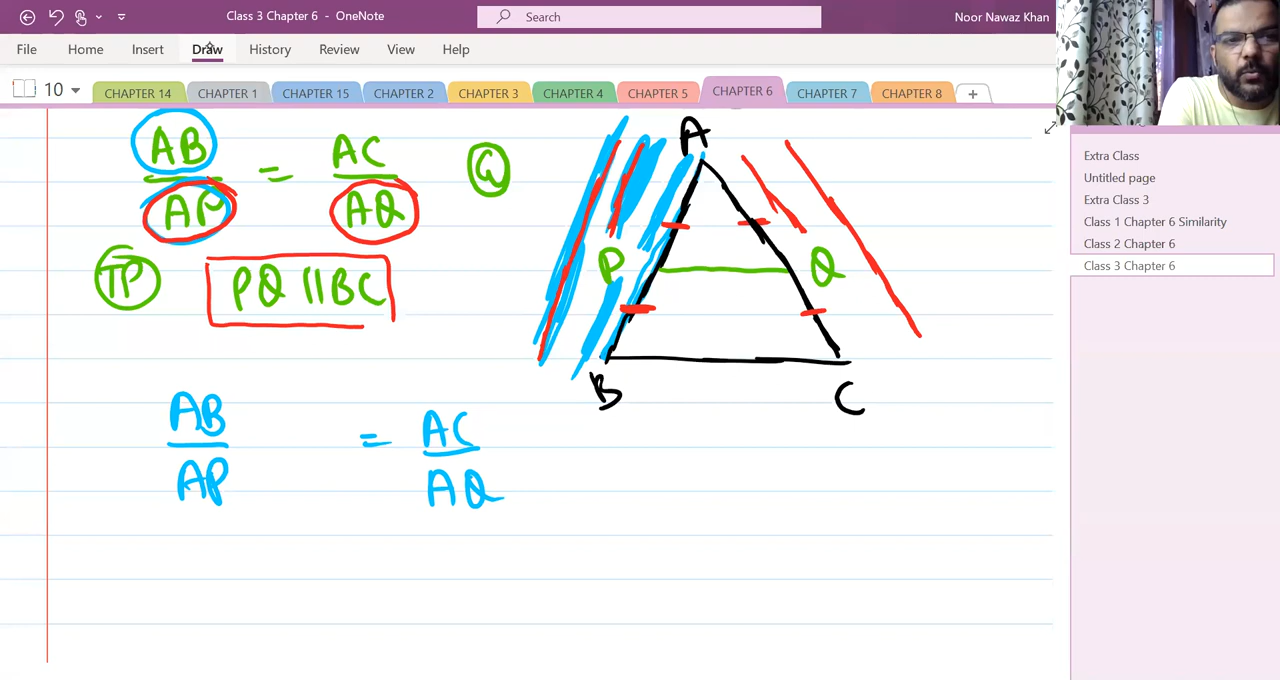 Class 3 Chapter 6 - OneNote
Search
Noor Nawaz Khan
File Home Insert Draw History Review View Help
10
CHAPTER 14 CHAPTER 1 CHAPTER 15 CHAPTER 2 CHAPTER 3 CHAPTER 4 CHAPTER 5 CHAPTER 6 CHAPTER 7 CHAPTER 8 +
Extra Class
Untitled page
Extra Class 3
Class 1 Chapter 6 Similarity
Class 2 Chapter 6
Class 3 Chapter 6
AB/AP = AC/AQ
Q
TP PQ || BC
A
P Q
B C
AB/AP = AC/AQ